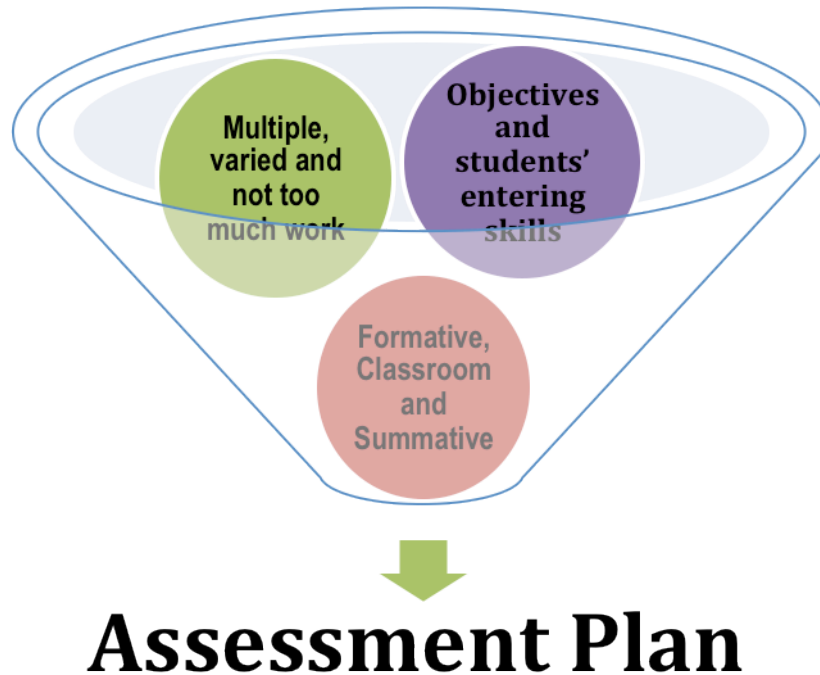 Multiple,
varied and
not too
much work
Objectives
and
students’
entering
skills
Formative,
Classroom
and
Summative
Assessment Plan